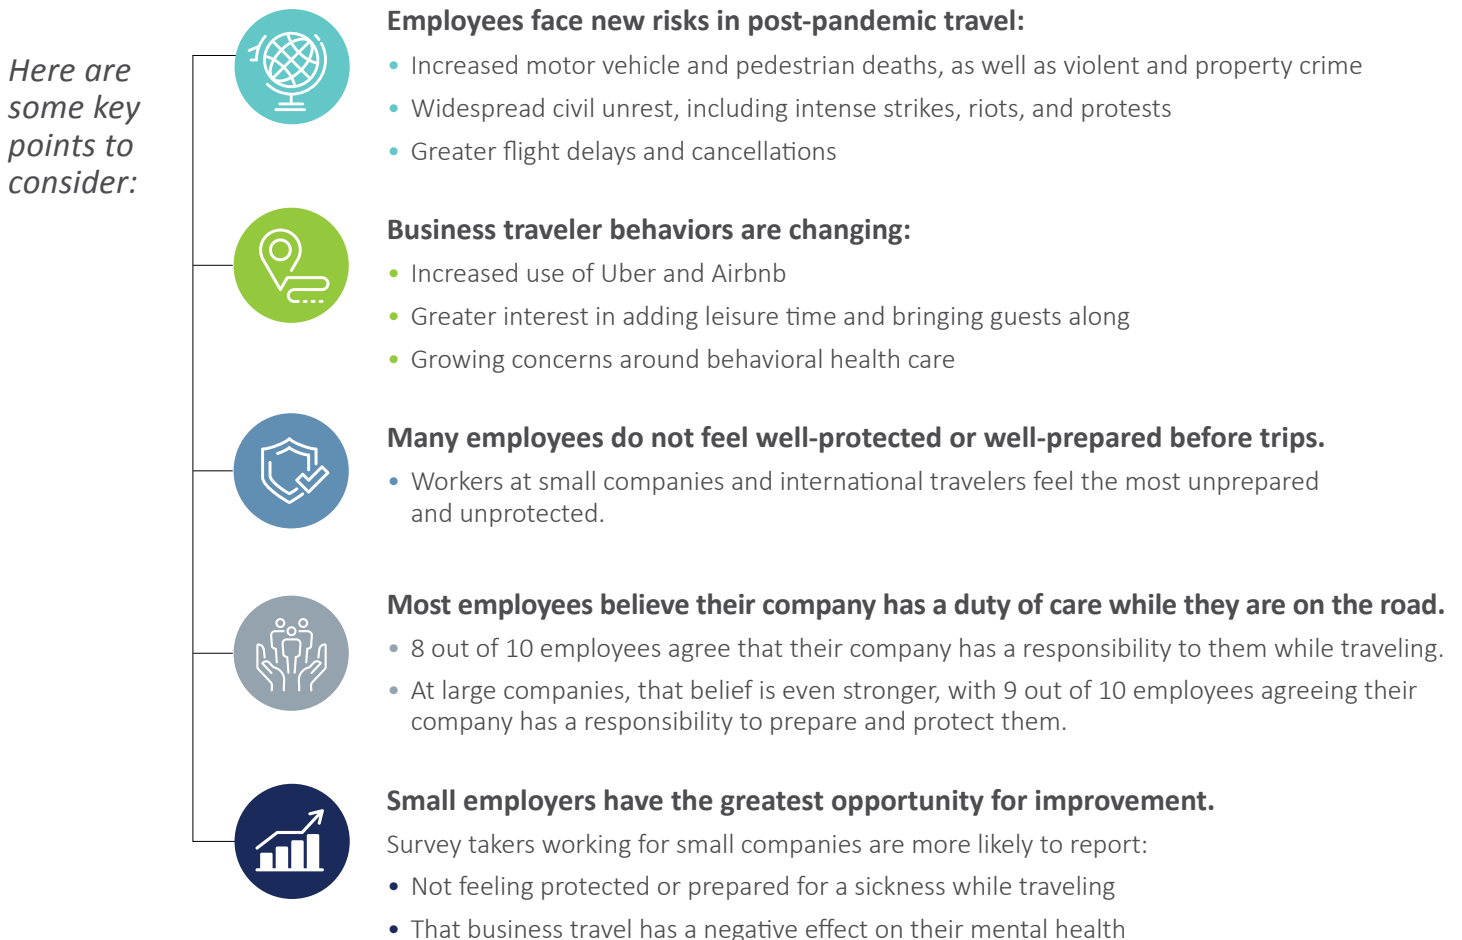 Here are
some key
points to
consider:
Employees face new risks in post-pandemic travel:
• Increased motor vehicle and pedestrian deaths, as well as violent and property crime
• Widespread civil unrest, including intense strikes, riots, and protests
• Greater flight delays and cancellations
Business traveler behaviors are changing:
• Increased use of Uber and Airbnb
• Greater interest in adding leisure time and bringing guests along
• Growing concerns around behavioral health care
Many employees do not feel well-protected or well-prepared before trips.
• Workers at small companies and international travelers feel the most unprepared
and unprotected.
Most employees believe their company has a duty of care while they are on the road.
• 8 out of 10 employees agree that their company has a responsibility to them while traveling.
• At large companies, that belief is even stronger, with 9 out of 10 employees agreeing their
company has a responsibility to prepare and protect them.
Small employers have the greatest opportunity for improvement.
Survey takers working for small companies are more likely to report:
• Not feeling protected or prepared for a sickness while traveling
• That business travel has a negative effect on their mental health